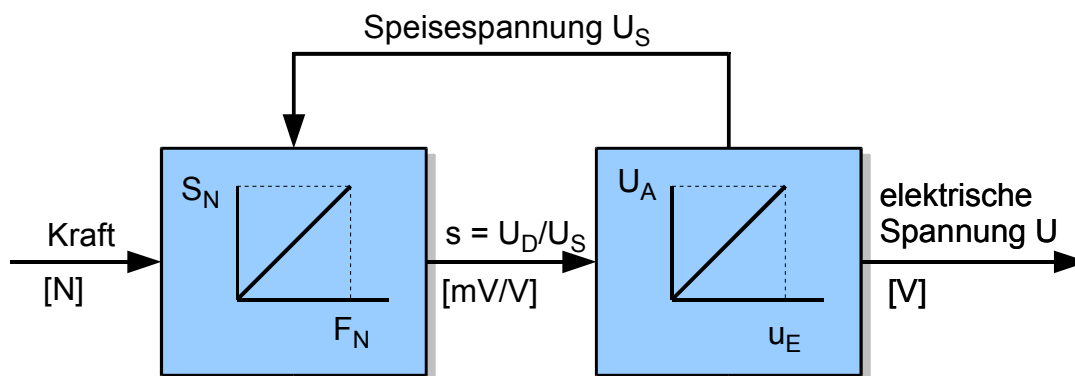 Speisespannung U_S
S_N
U_A
elektrische
Spannung U
Kraft
s = U_D/U_S
[N]
[mV/V]
[V]
F_N
u_E